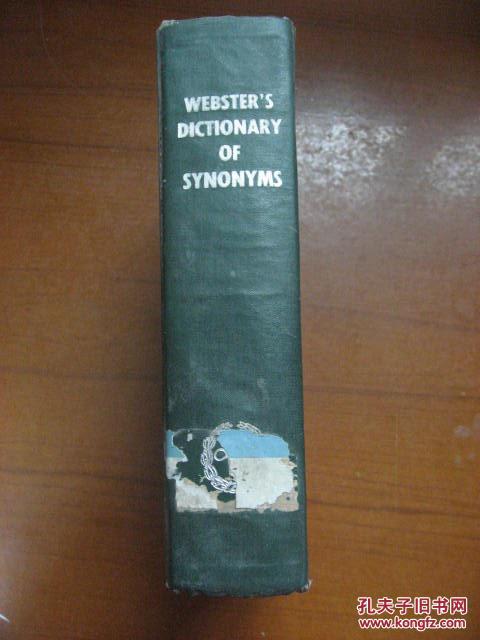 WEBSTER'S
DICTIONARY
OF
SYNONYMS
孔夫子旧书网
www.kongfz.com